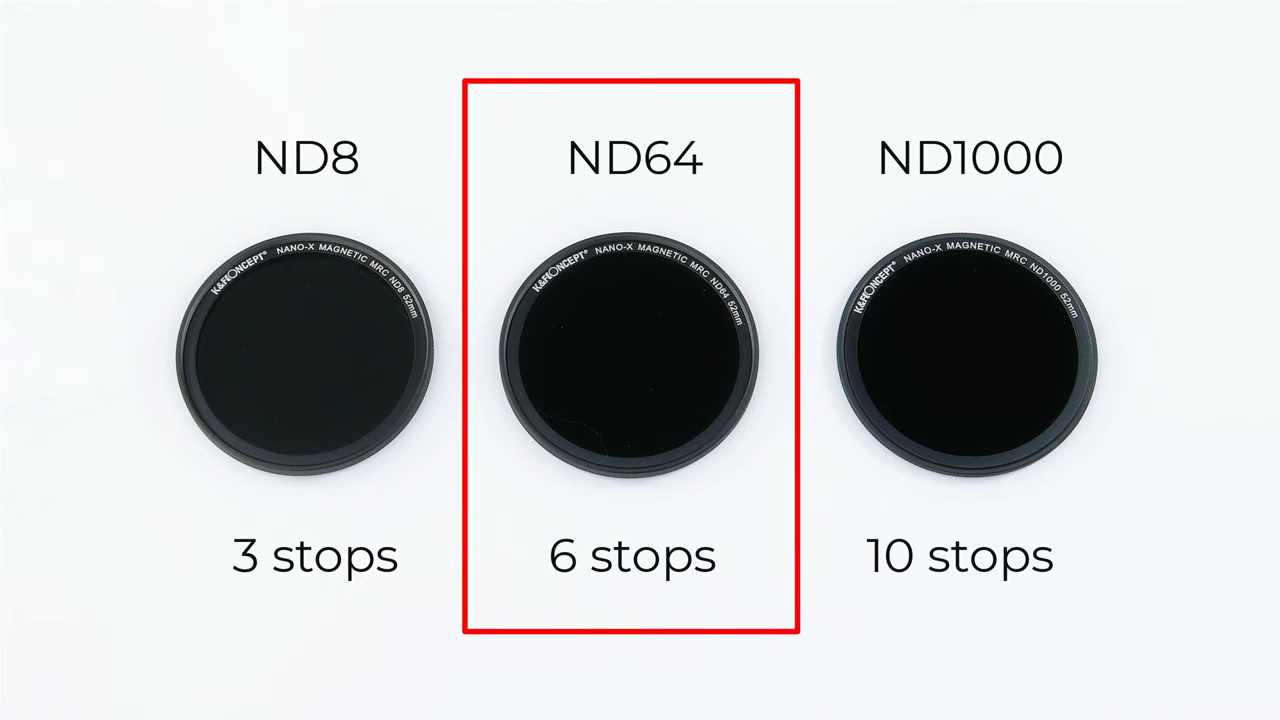 ND8
ND64
ND1000
K&F CONCEPT NANO-X MAGNETIC MRC ND8 52mm
K&F CONCEPT NANO-X MAGNETIC MRC ND64 52mm
K&F CONCEPT NANO-X MAGNETIC MRC ND1000 52mm
3 stops
6 stops
10 stops